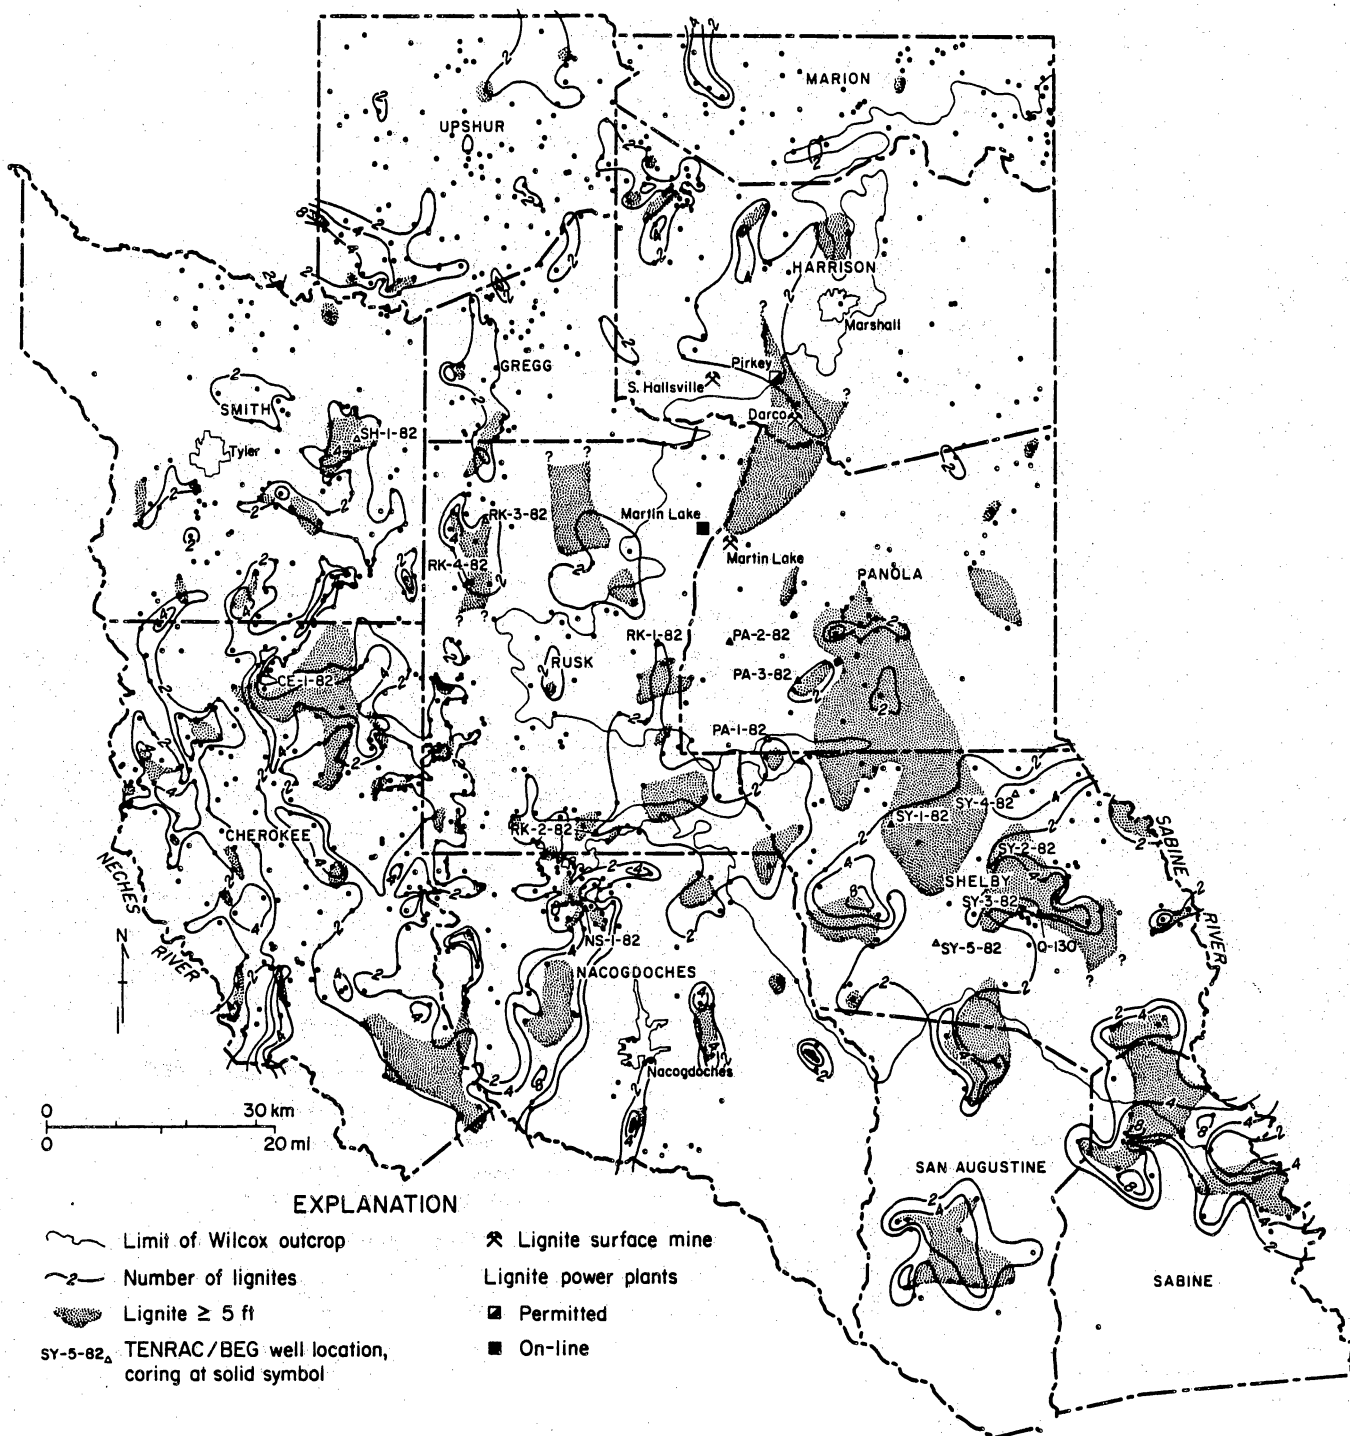 MARION
UPSHUR
HARRISON
Marshall
GREGG
Pirkey
S. Hallsville
Darco
SMITH
Tyler
SH-1-82
RK-3-82
Martin Lake
Martin Lake
RK-4-82
PANOLA
RK-1-82
PA-2-82
RUSK
PA-3-82
CE-1-82
PA-1-82
SY-4-82
SY-1-82
RK-2-82
CHEROKEE
SY-2-82
SABINE
RIVER
SHELBY
SY-3-82
NECHES
RIVER
N
NS-1-82
SY-5-82
Q-130
NACOGDOCHES
Nacogdoches
0 30 km
0 20 mi
SAN AUGUSTINE
SABINE
EXPLANATION
Limit of Wilcox outcrop
2 Number of lignites
Lignite ≥ 5 ft
SY-5-82 TENRAC/BEG well location,
coring at solid symbol
Lignite surface mine
Lignite power plants
Permitted
On-line